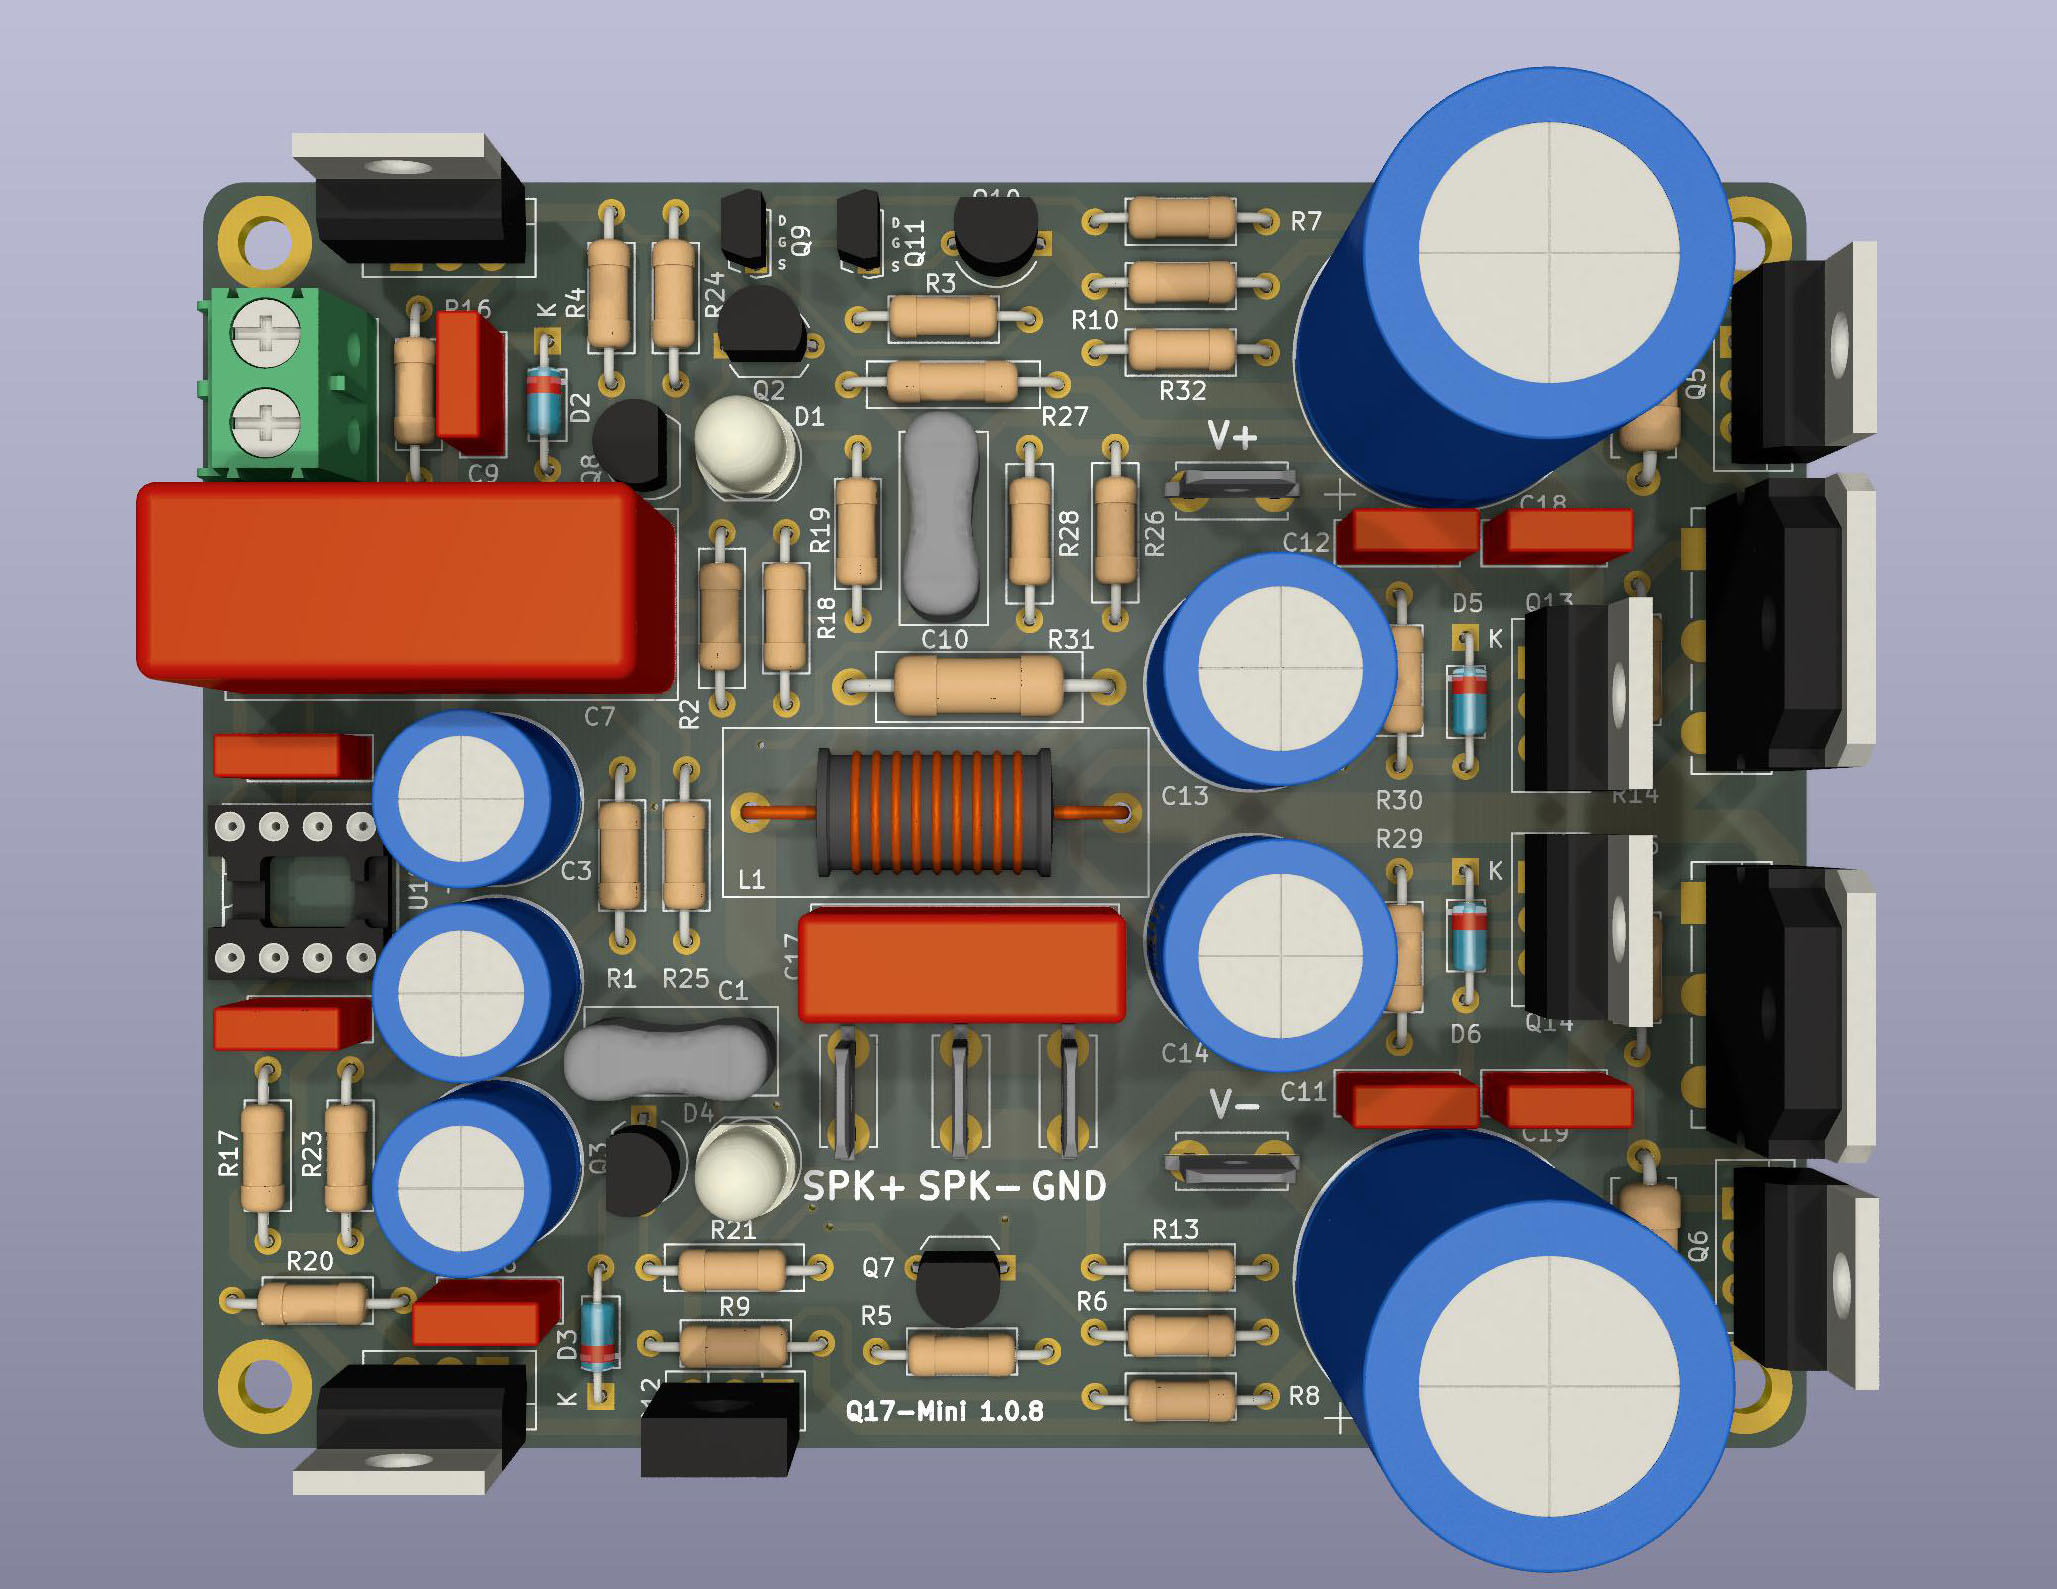 D
G
S
Q9
D
G
S
Q11
R7
R4
R24
R3
R10
R16
K
D2
Q2
R32
Q5
C9
Q8
D1
R27
V+
C18
C12
R19
R28
R26
R18
C10
R31
D5
Q13
K
R2
C7
C13
R30
R14
R29
C3
L1
K
U1
R1
R25
C1
C17
D6
Q14
C14
C11
D4
V-
C19
R17
R23
Q3
SPK+ SPK- GND
R21
R13
Q6
R20
Q7
R9
R5
R6
D3
K
R8
Q17-Mini 1.0.8